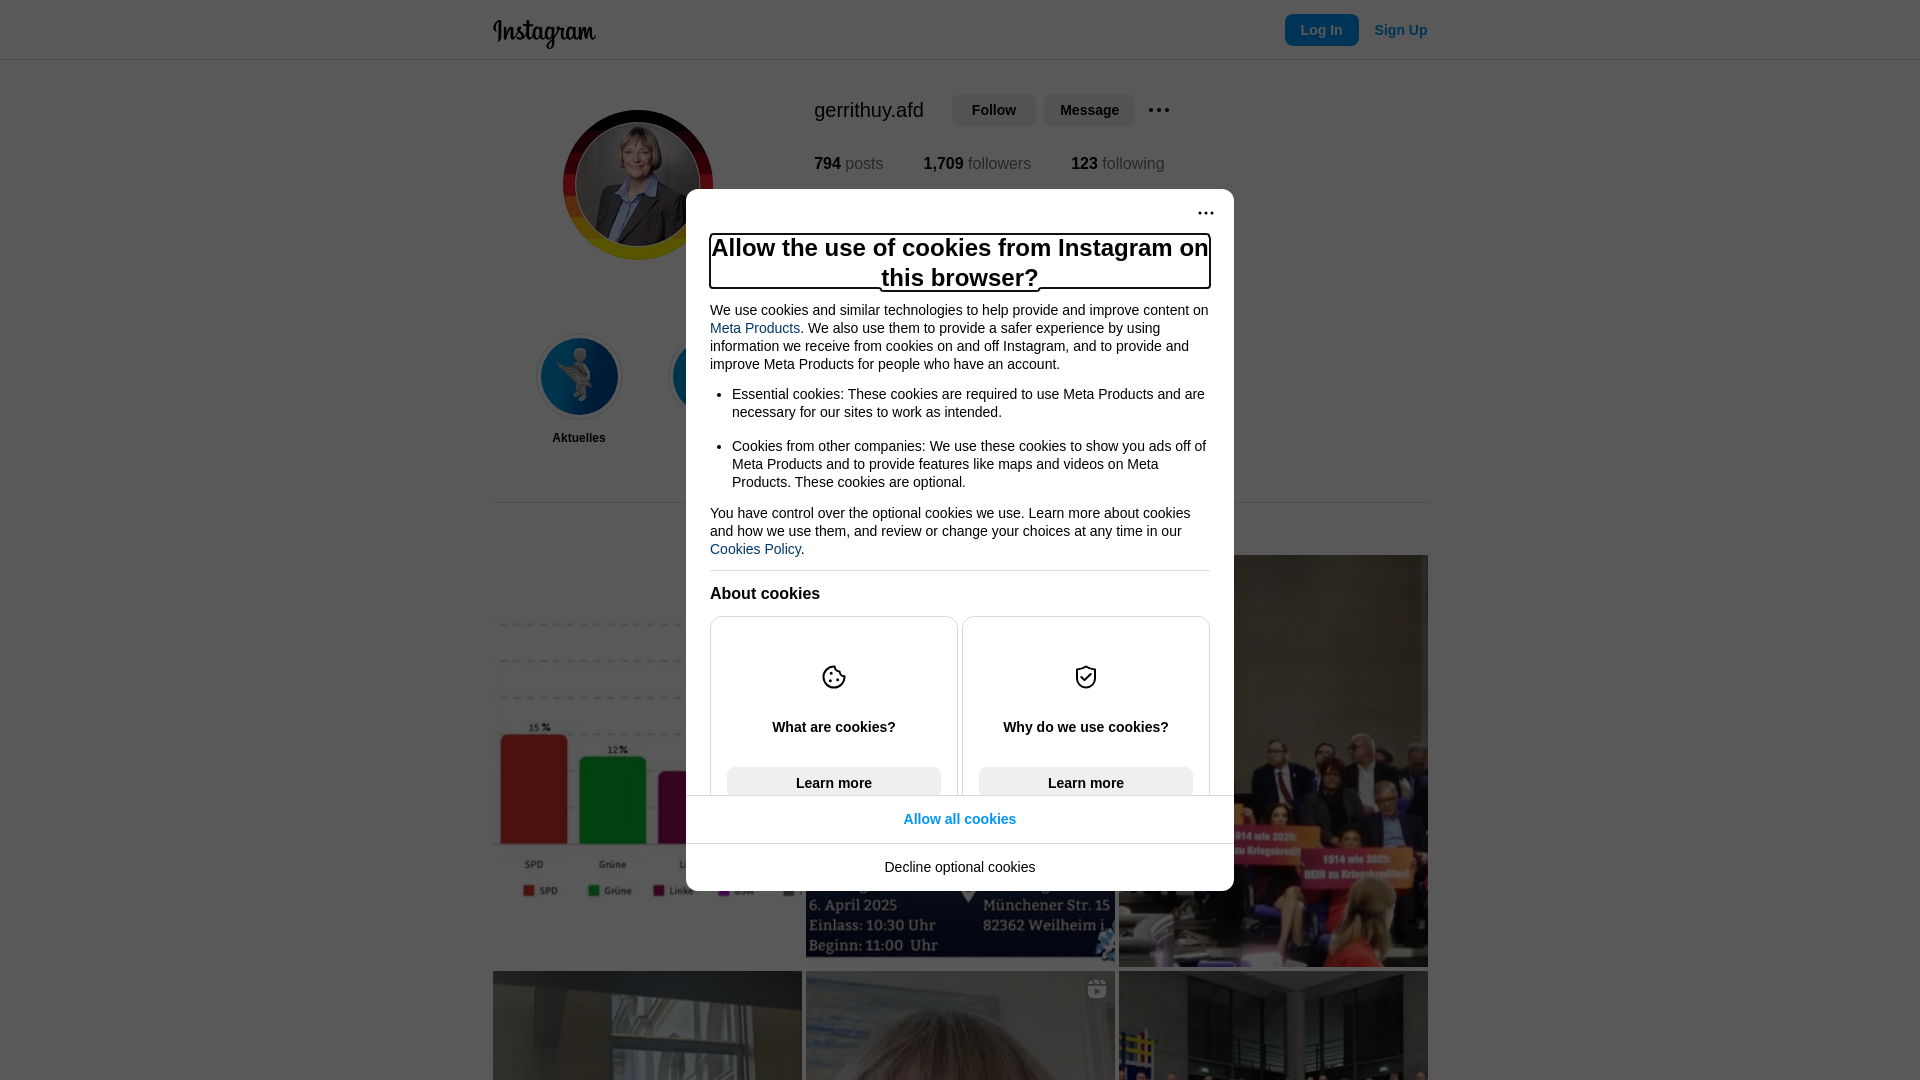 Instagram
Log In
Sign Up
gerrithuy.afd
Follow
Message
794 posts
1,709 followers
123 following
Allow the use of cookies from Instagram on
this browser?
We use cookies and similar technologies to help provide and improve content on
Meta Products. We also use them to provide a safer experience by using
information we receive from cookies on and off Instagram, and to provide and
improve Meta Products for people who have an account.
• Essential cookies: These cookies are required to use Meta Products and are
necessary for our sites to work as intended.
• Cookies from other companies: We use these cookies to show you ads off of
Meta Products and to provide features like maps and videos on Meta
Products. These cookies are optional.
You have control over the optional cookies we use. Learn more about cookies
and how we use them, and review or change your choices at any time in our
Cookies Policy.
About cookies
What are cookies?
Why do we use cookies?
Learn more
Learn more
Allow all cookies
Decline optional cookies
Aktuelles
15 %
12 %
SPD
Grüne
SPD
Grüne
Linke
6. April 2025
Einlass: 10:30 Uhr
Beginn: 11:00 Uhr
Münchener Str. 15
82362 Weilheim i.
1914 wie 2025:
NEIN zu Kriegskrediten!